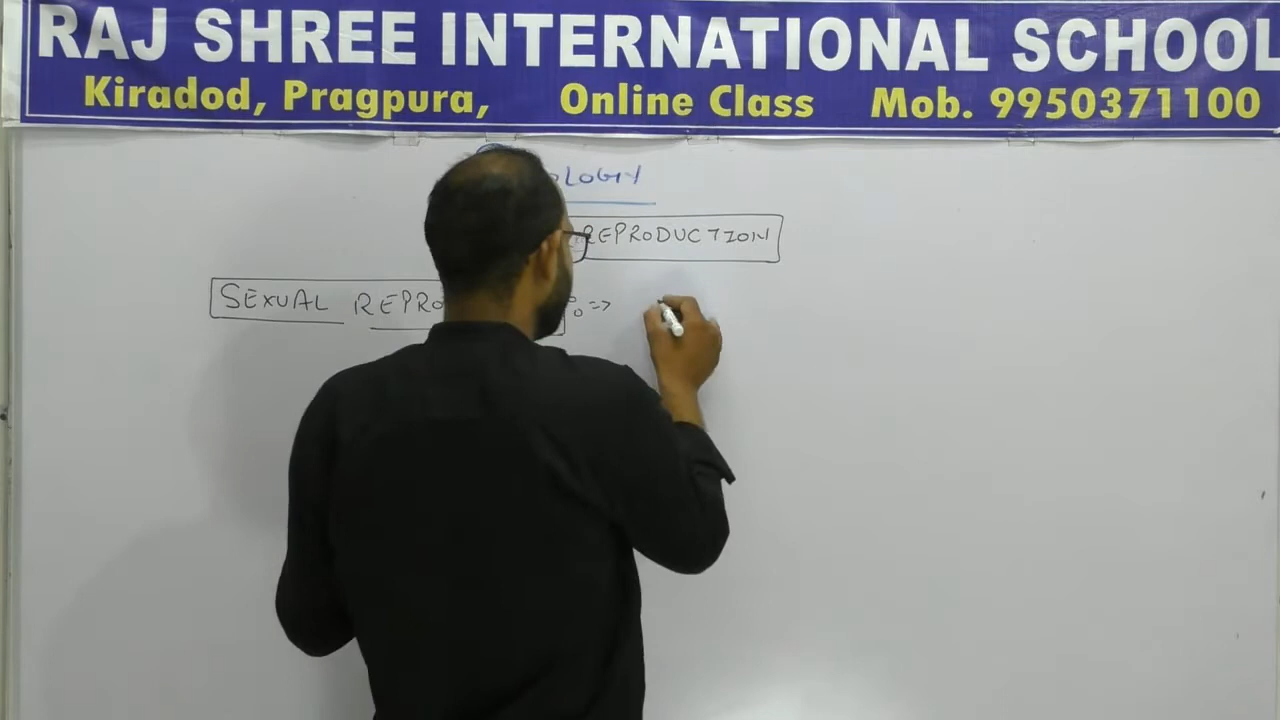 RAJ SHREE INTERNATIONAL SCHOOL
Kiradod, Pragpura, Online Class Mob. 9950371100
OLOGY
REPRODUCTION
SEXUAL REPRO :=>